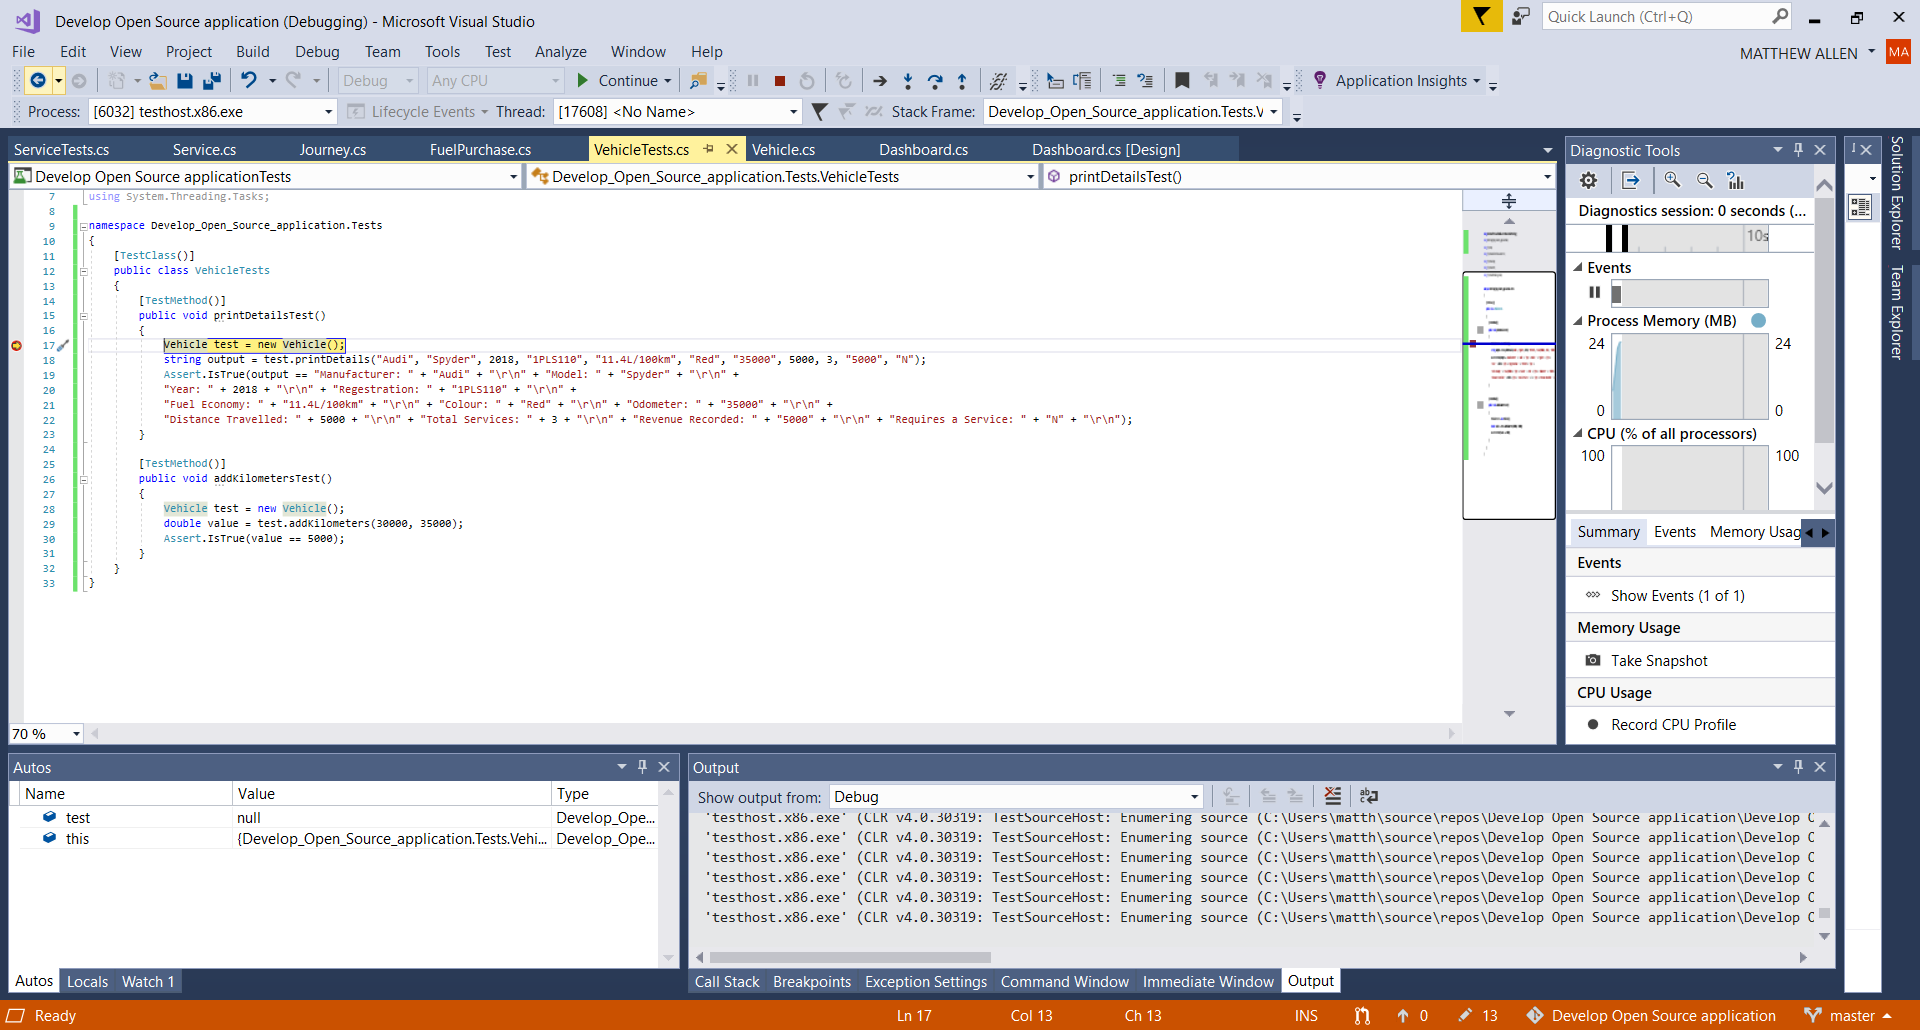 Develop Open Source application (Debugging) - Microsoft Visual Studio
Quick Launch (Ctrl+Q)
File Edit View Project Build Debug Team Tools Test Analyze Window Help
MATTHEW ALLEN MA
Debug Any CPU Continue Application Insights
Process: [6032] testhost.x86.exe Lifecycle Events Thread: [17608] <No Name> Stack Frame: Develop_Open_Source_application.Tests.V
ServiceTests.cs Service.cs Journey.cs FuelPurchase.cs VehicleTests.cs Vehicle.cs Dashboard.cs Dashboard.cs [Design]
Develop Open Source applicationTests Develop_Open_Source_application.Tests.VehicleTests printDetailsTest()
7 using System.Threading.Tasks;
8
9 namespace Develop_Open_Source_application.Tests
10 {
11 [TestClass()]
12 public class VehicleTests
13 {
14 [TestMethod()]
15 public void printDetailsTest()
16 {
17 Vehicle test = new Vehicle();
18 string output = test.printDetails("Audi", "Spyder", 2018, "1PLS110", "11.4L/100km", "Red", "35000", 5000, 3, "5000", "N");
19 Assert.IsTrue(output == "Manufacturer: " + "Audi" + "\r\n" + "Model: " + "Spyder" + "\r\n" +
20 "Year: " + 2018 + "\r\n" + "Regestration: " + "1PLS110" + "\r\n" +
21 "Fuel Economy: " + "11.4L/100km" + "\r\n" + "Colour: " + "Red" + "\r\n" + "Odometer: " + "35000" + "\r\n" +
22 "Distance Travelled: " + 5000 + "\r\n" + "Total Services: " + 3 + "\r\n" + "Revenue Recorded: " + "5000" + "\r\n" + "Requires a Service: " + "N" + "\r\n");
23 }
24
25 [TestMethod()]
26 public void addKilometersTest()
27 {
28 Vehicle test = new Vehicle();
29 double value = test.addKilometers(30000, 35000);
30 Assert.IsTrue(value == 5000);
31 }
32 }
33 }
70 %
Diagnostic Tools
Diagnostics session: 0 seconds (...
10s
Events
Process Memory (MB)
24 24
0 0
CPU (% of all processors)
100 100
Summary Events Memory Usag
Events
Show Events (1 of 1)
Memory Usage
Take Snapshot
CPU Usage
Record CPU Profile
Solution Explorer
Team Explorer
Autos
Name Value Type
test null Develop_Ope...
this {Develop_Open_Source_application.Tests.Vehi... Develop_Ope...
Autos Locals Watch 1
Output
Show output from: Debug
'testhost.x86.exe' (CLR v4.0.30319: TestSourceHost: Enumering source (C:\Users\matth\source\repos\Develop Open Source application\Develop O
'testhost.x86.exe' (CLR v4.0.30319: TestSourceHost: Enumering source (C:\Users\matth\source\repos\Develop Open Source application\Develop O
'testhost.x86.exe' (CLR v4.0.30319: TestSourceHost: Enumering source (C:\Users\matth\source\repos\Develop Open Source application\Develop O
'testhost.x86.exe' (CLR v4.0.30319: TestSourceHost: Enumering source (C:\Users\matth\source\repos\Develop Open Source application\Develop O
'testhost.x86.exe' (CLR v4.0.30319: TestSourceHost: Enumering source (C:\Users\matth\source\repos\Develop Open Source application\Develop O
'testhost.x86.exe' (CLR v4.0.30319: TestSourceHost: Enumering source (C:\Users\matth\source\repos\Develop Open Source application\Develop O
Call Stack Breakpoints Exception Settings Command Window Immediate Window Output
Ready Ln 17 Col 13 Ch 13 INS 0 13 Develop Open Source application master